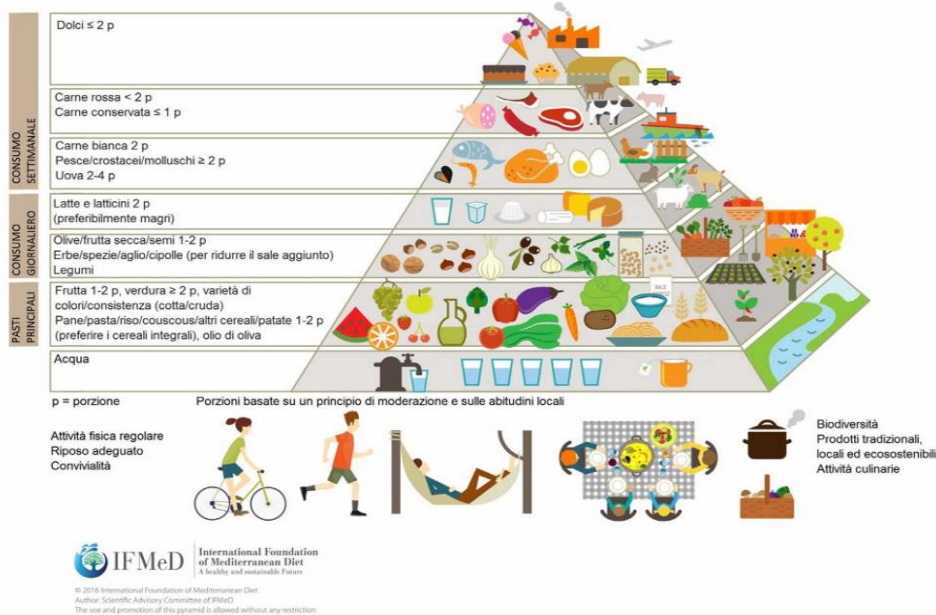 CONSUMO
SETTIMANALE
Dolci ≤ 2 p
Carne rossa < 2 p
Carne conservata ≤ 1 p
Carne bianca 2 p
Pesce/crostacei/molluschi ≥ 2 p
Uova 2-4 p
CONSUMO
GIORNALIERO
Latte e latticini 2 p
(preferibilmente magri)
Olive/frutta secca/semi 1-2 p
Erbe/spezie/aglio/cipolle (per ridurre il sale aggiunto)
Legumi
PASTI
PRINCIPALI
Frutta 1-2 p, verdura ≥ 2 p, varietà di
colori/consistenza (cotta/cruda)
Pane/pasta/riso/couscous/altri cereali/patate 1-2 p
(preferire i cereali integrali), olio di oliva
RICE
Acqua
p = porzione
Porzioni basate su un principio di moderazione e sulle abitudini locali
Attività fisica regolare
Riposo adeguato
Convivialità
Biodiversità
Prodotti tradizionali,
locali ed ecosostenibili
Attività culinarie
IFMeD
International Foundation
of Mediterranean Diet
A healthy and sustainable Future
© 2016 International Foundation of Mediterranean Diet
Author: Scientific Advisory Committee of IFMeD
The use and promotion of this pyramid is allowed without any restriction